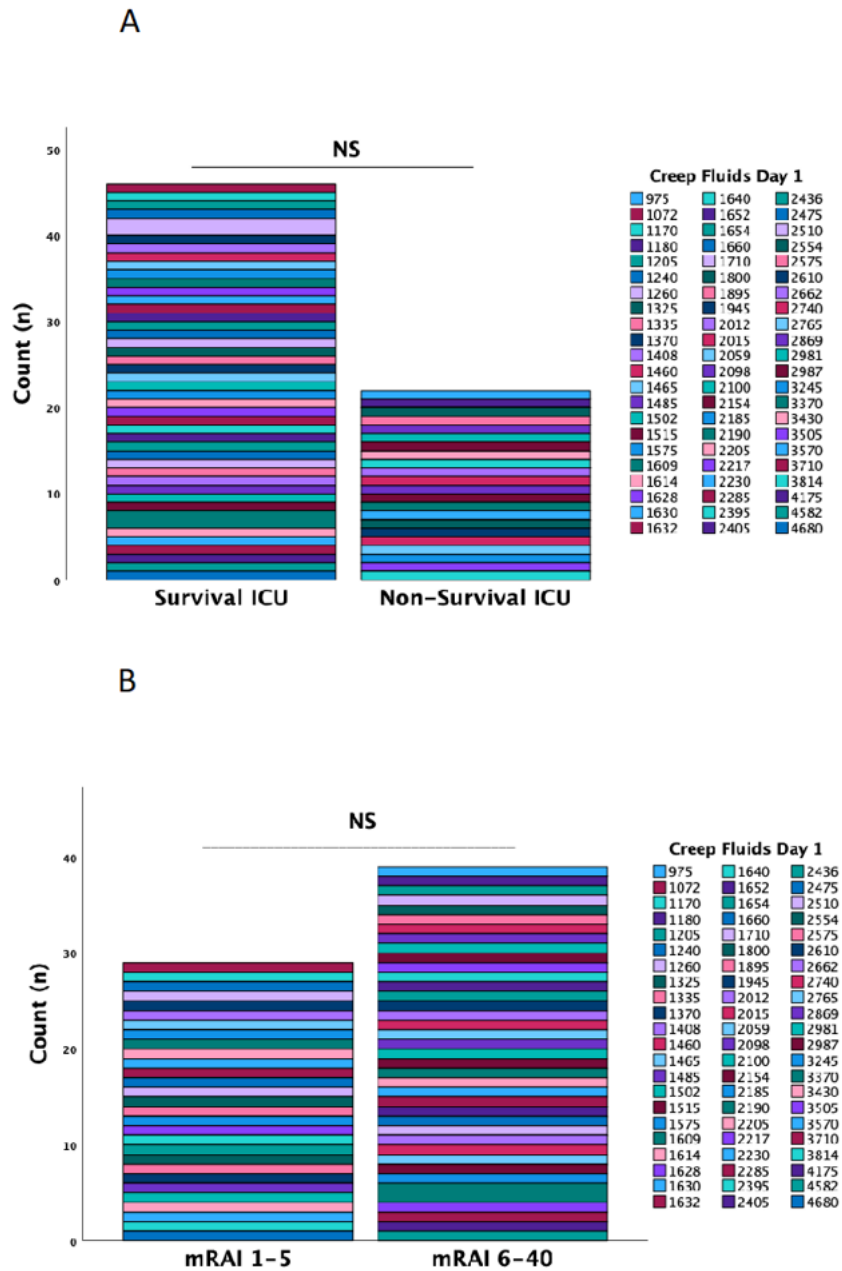 A
NS
50
40
30
20
10
0
Count (n)
Survival ICU Non-Survival ICU
Creep Fluids Day 1
975 1640 2436
1072 1652 2475
1170 1654 2510
1180 1660 2554
1205 1710 2575
1240 1800 2610
1260 1895 2662
1325 1945 2740
1335 2012 2765
1370 2015 2869
1408 2059 2981
1460 2098 2987
1465 2100 3245
1485 2154 3370
1502 2185 3430
1515 2190 3505
1575 2205 3570
1609 2217 3710
1614 2230 3814
1628 2285 4175
1630 2395 4582
1632 2405 4680
B
NS
40
30
20
10
0
Count (n)
mRAI 1-5 mRAI 6-40
Creep Fluids Day 1
975 1640 2436
1072 1652 2475
1170 1654 2510
1180 1660 2554
1205 1710 2575
1240 1800 2610
1260 1895 2662
1325 1945 2740
1335 2012 2765
1370 2015 2869
1408 2059 2981
1460 2098 2987
1465 2100 3245
1485 2154 3370
1502 2185 3430
1515 2190 3505
1575 2205 3570
1609 2217 3710
1614 2230 3814
1628 2285 4175
1630 2395 4582
1632 2405 4680